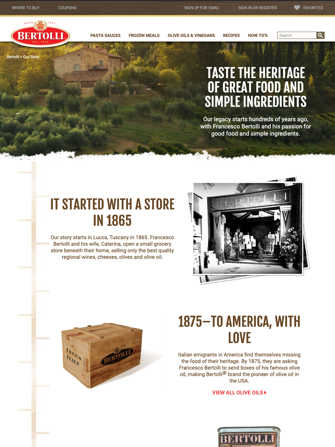 WHERE TO BUY COUPONS SIGN UP FOR EMAIL SIGN IN OR REGISTER FAVORITES
BERTOLLI
PASTA SAUCES FROZEN MEALS OLIVE OILS & VINEGARS RECIPES HOW TO'S Search
Bertolli > Our Story
TASTE THE HERITAGE
OF GREAT FOOD AND
SIMPLE INGREDIENTS
Our legacy starts hundreds of years ago,
with Francesco Bertolli and his passion for
good food and simple ingredients.
IT STARTED WITH A STORE
IN 1865
Our story starts in Lucca, Tuscany in 1865. Francesco
Bertolli and his wife, Caterina, open a small grocery
store beneath their home, selling only the best quality
regional wines, cheeses, olives and olive oil.
BERTOLLI
1875—TO AMERICA, WITH
LOVE
Italian emigrants in America find themselves missing
the food of their heritage. By 1875, they are asking
Francesco Bertolli to send boxes of his famous olive
oil, making Bertolli® brand the pioneer of olive oil in
the USA.
VIEW ALL OLIVE OILS
BERTOLLI
LUCCA
BERTOLLI